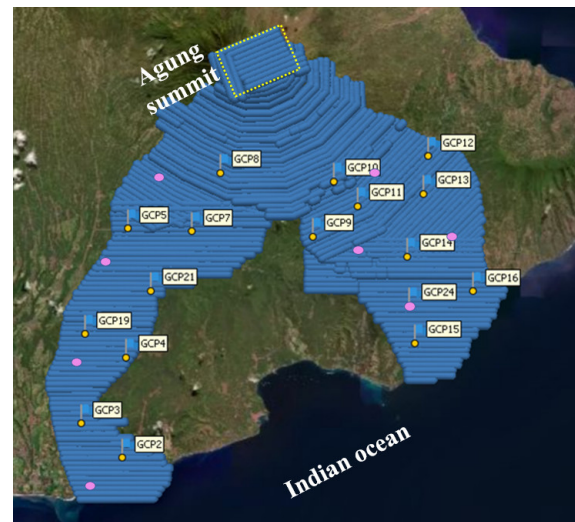 Agung
summit
GCP12
GCP8
GCP10
GCP13
GCP11
GCP5
GCP7
GCP9
GCP14
GCP21
GCP16
GCP24
GCP19
GCP15
GCP4
GCP3
GCP2
Indian ocean